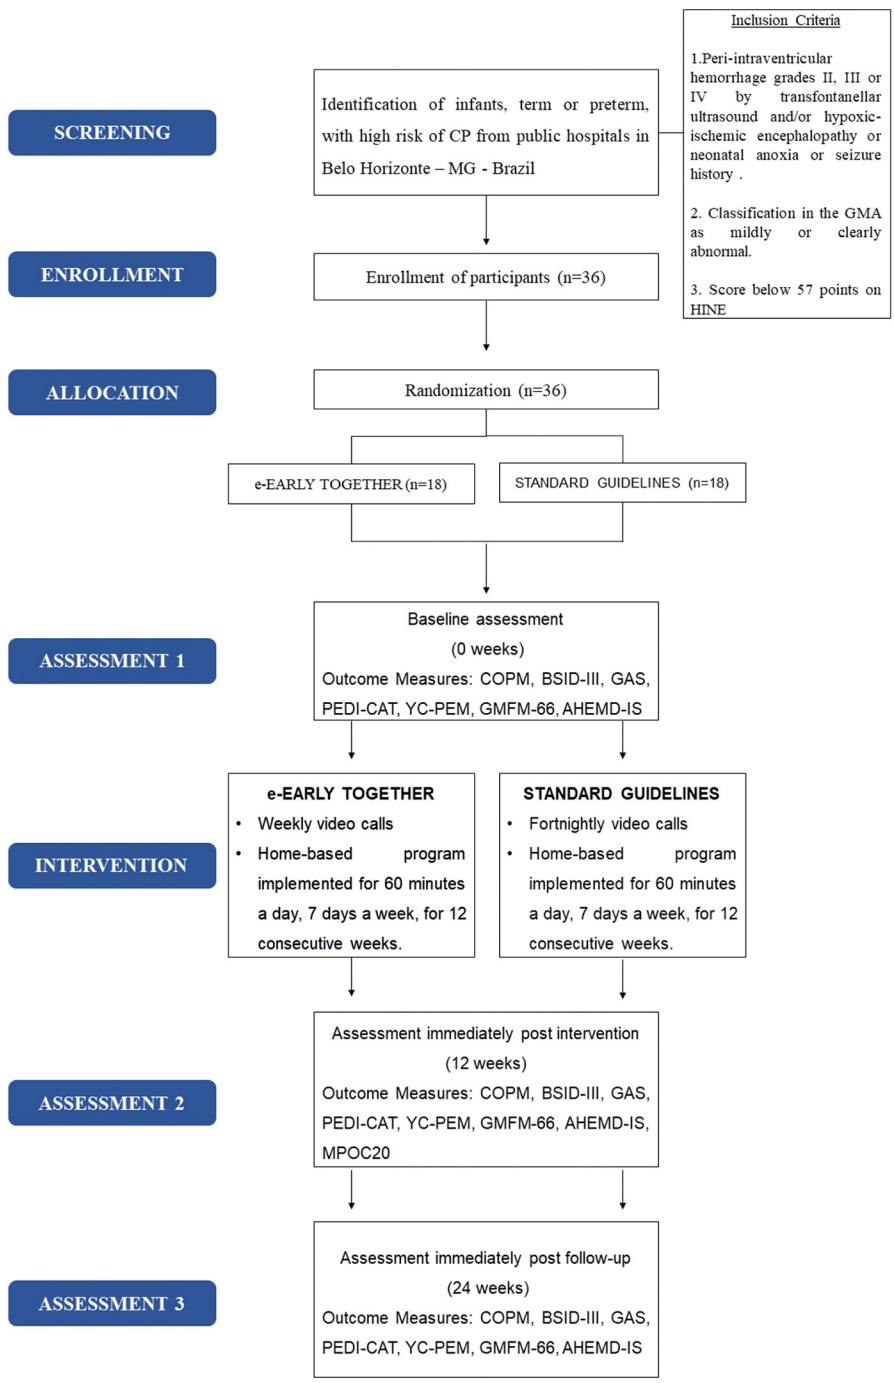 Inclusion Criteria
1.Peri-intraventricular
hemorrhage grades II, III or
IV by transfontanellar
ultrasound and/or hypoxic-
ischemic encephalopathy or
neonatal anoxia or seizure
history .
2. Classification in the GMA
as mildly or clearly
abnormal.
3. Score below 57 points on
HINE
SCREENING
Identification of infants, term or preterm,
with high risk of CP from public hospitals in
Belo Horizonte – MG - Brazil
ENROLLMENT
Enrollment of participants (n=36)
ALLOCATION
Randomization (n=36)
e-EARLY TOGETHER (n=18)
STANDARD GUIDELINES (n=18)
ASSESSMENT 1
Baseline assessment
(0 weeks)
Outcome Measures: COPM, BSID-III, GAS,
PEDI-CAT, YC-PEM, GMFM-66, AHEMD-IS
INTERVENTION
e-EARLY TOGETHER
• Weekly video calls
• Home-based program
implemented for 60 minutes
a day, 7 days a week, for 12
consecutive weeks.
STANDARD GUIDELINES
• Fortnightly video calls
• Home-based program
implemented for 60 minutes
a day, 7 days a week, for 12
consecutive weeks.
ASSESSMENT 2
Assessment immediately post intervention
(12 weeks)
Outcome Measures: COPM, BSID-III, GAS,
PEDI-CAT, YC-PEM, GMFM-66, AHEMD-IS,
MPOC20
ASSESSMENT 3
Assessment immediately post follow-up
(24 weeks)
Outcome Measures: COPM, BSID-III, GAS,
PEDI-CAT, YC-PEM, GMFM-66, AHEMD-IS